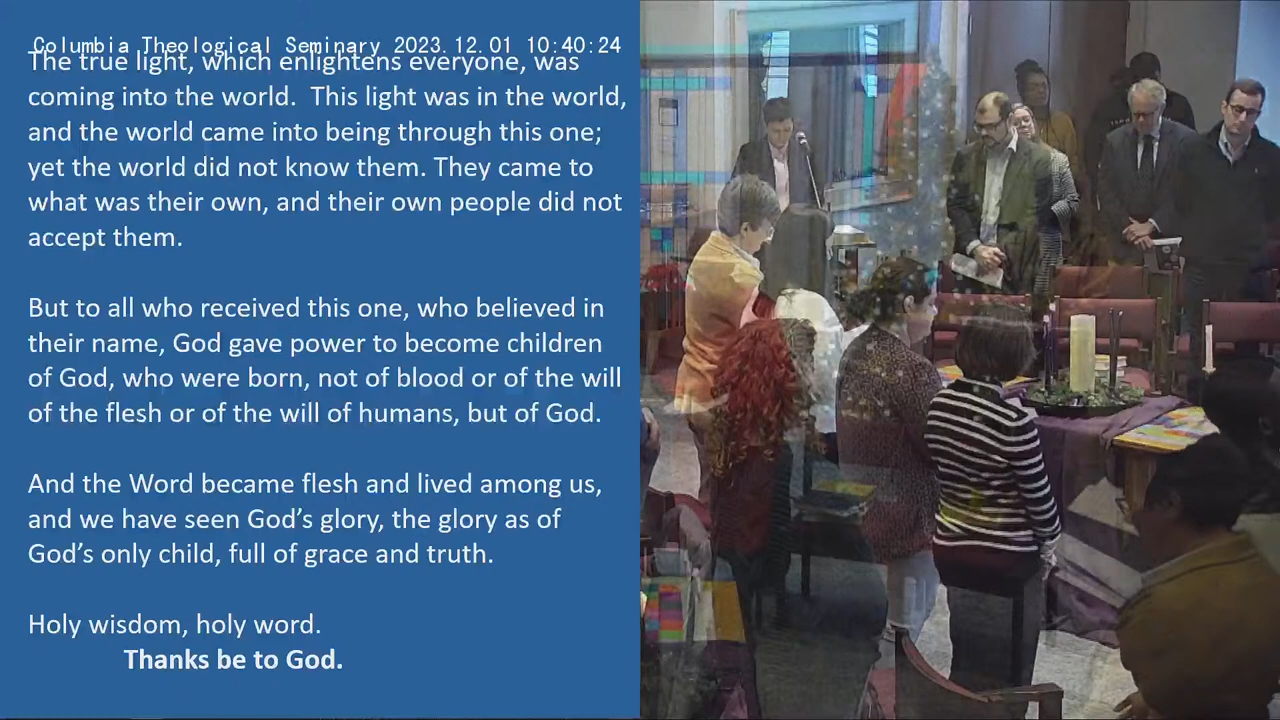 Columbia Theological Seminary 2023.12.01 10:40:24
The true light, which enlightens everyone, was
coming into the world.  This light was in the world,
and the world came into being through this one;
yet the world did not know them. They came to
what was their own, and their own people did not
accept them.
But to all who received this one, who believed in
their name, God gave power to become children
of God, who were born, not of blood or of the will
of the flesh or of the will of humans, but of God.
And the Word became flesh and lived among us,
and we have seen God’s glory, the glory as of
God’s only child, full of grace and truth.
Holy wisdom, holy word.
Thanks be to God.